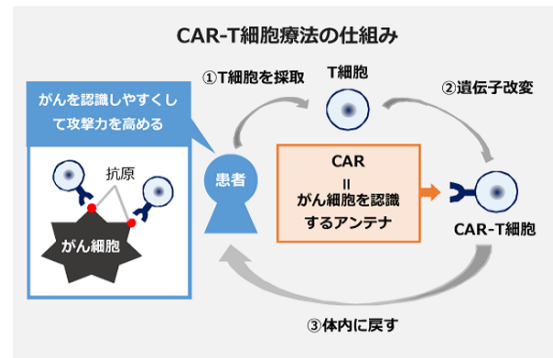 CAR-T細胞療法の仕組み
①T細胞を採取
T細胞
②遺伝子改変
がんを認識しやすくし
て攻撃力を高める
抗原
がん細胞
患者
CAR
=
がん細胞を認識
するアンテナ
CAR-T細胞
③体内に戻す